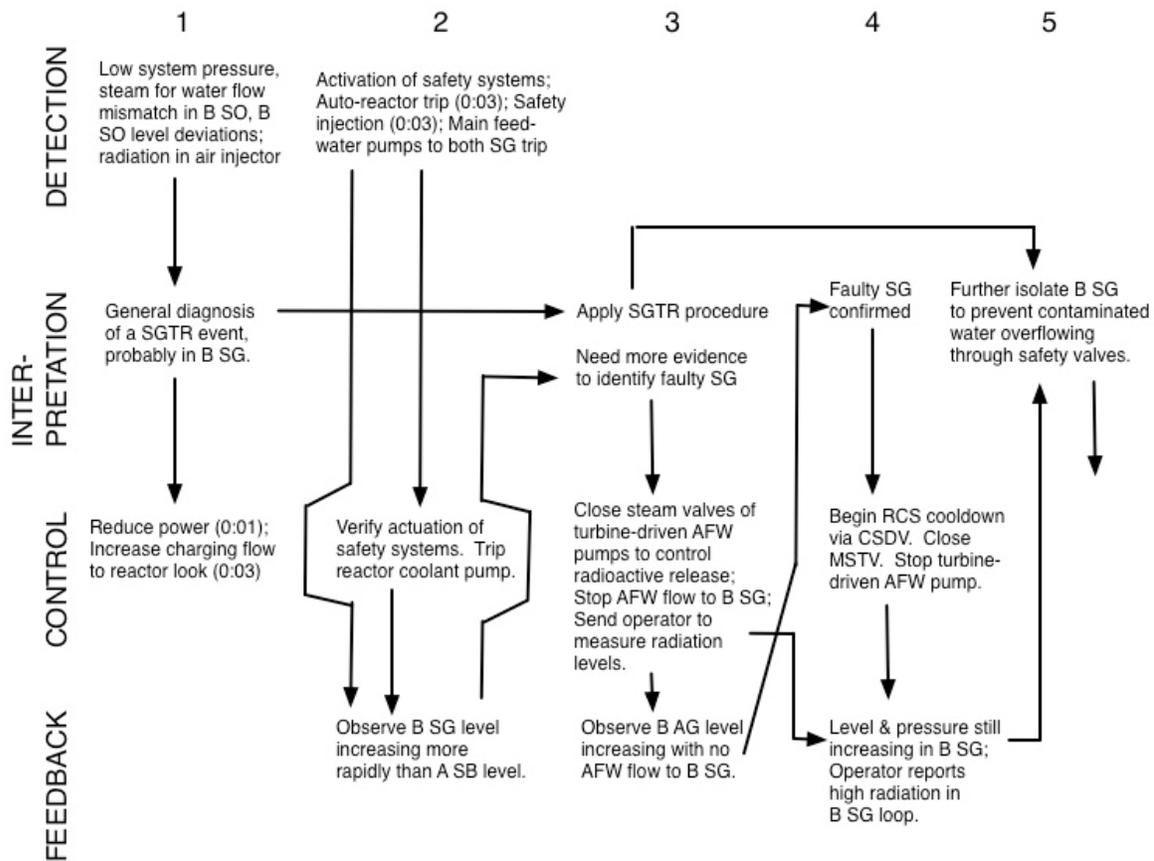 1
2
3
4
5
DETECTION
Low system pressure,
steam for water flow
mismatch in B SO, B
SO level deviations;
radiation in air injector
Activation of safety systems;
Auto-reactor trip (0:03); Safety
injection (0:03); Main feed-
water pumps to both SG trip
INTER-
PRETATION
General diagnosis
of a SGTR event,
probably in B SG.
Apply SGTR procedure
Need more evidence
to identify faulty SG
Faulty SG
confirmed
Further isolate B SG
to prevent contaminated
water overflowing
through safety valves.
CONTROL
Reduce power (0:01);
Increase charging flow
to reactor look (0:03)
Verify actuation of
safety systems. Trip
reactor coolant pump.
Close steam valves of
turbine-driven AFW
pumps to control
radioactive release;
Stop AFW flow to B SG;
Send operator to
measure radiation
levels.
Begin RCS cooldown
via CSDV. Close
MSTV. Stop turbine-
driven AFW pump.
FEEDBACK
Observe B SG level
increasing more
rapidly than A SB level.
Observe B AG level
increasing with no
AFW flow to B SG.
Level & pressure still
increasing in B SG;
Operator reports
high radiation in
B SG loop.